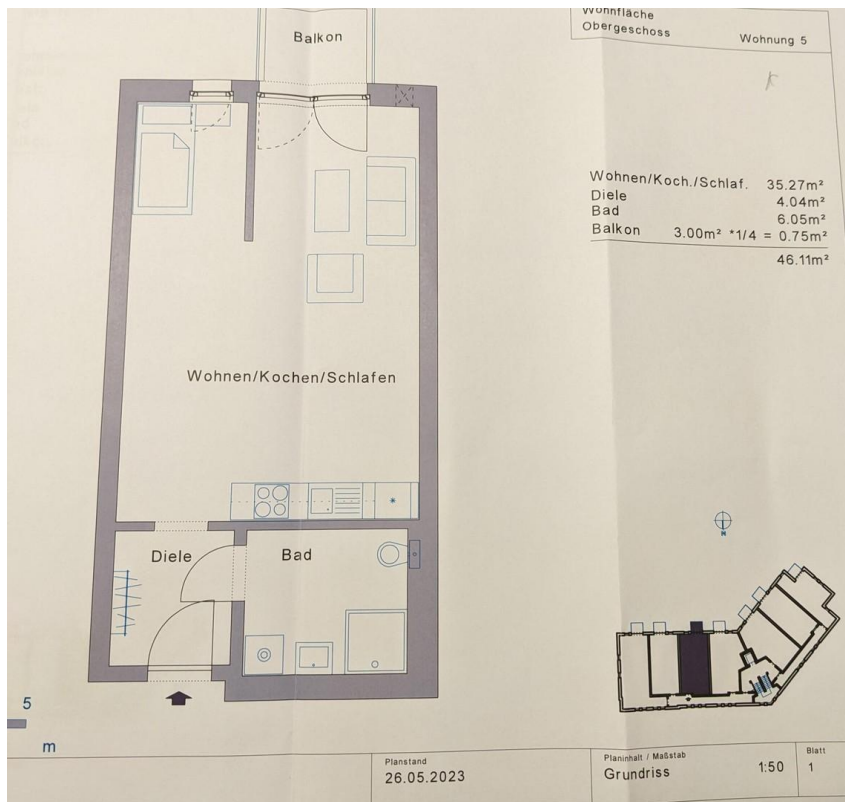 Balkon
Wohnfläche
Obergeschoss
Wohnung 5
Wohnen/Koch./Schlaf. 35.27m²
Diele 4.04m²
Bad 6.05m²
Balkon 3.00m² *1/4 = 0.75m²
46.11m²
Wohnen/Kochen/Schlafen
Diele
Bad
N
5
m
Planstand
26.05.2023
Planinhalt / Maßstab
Grundriss 1:50
Blatt
1